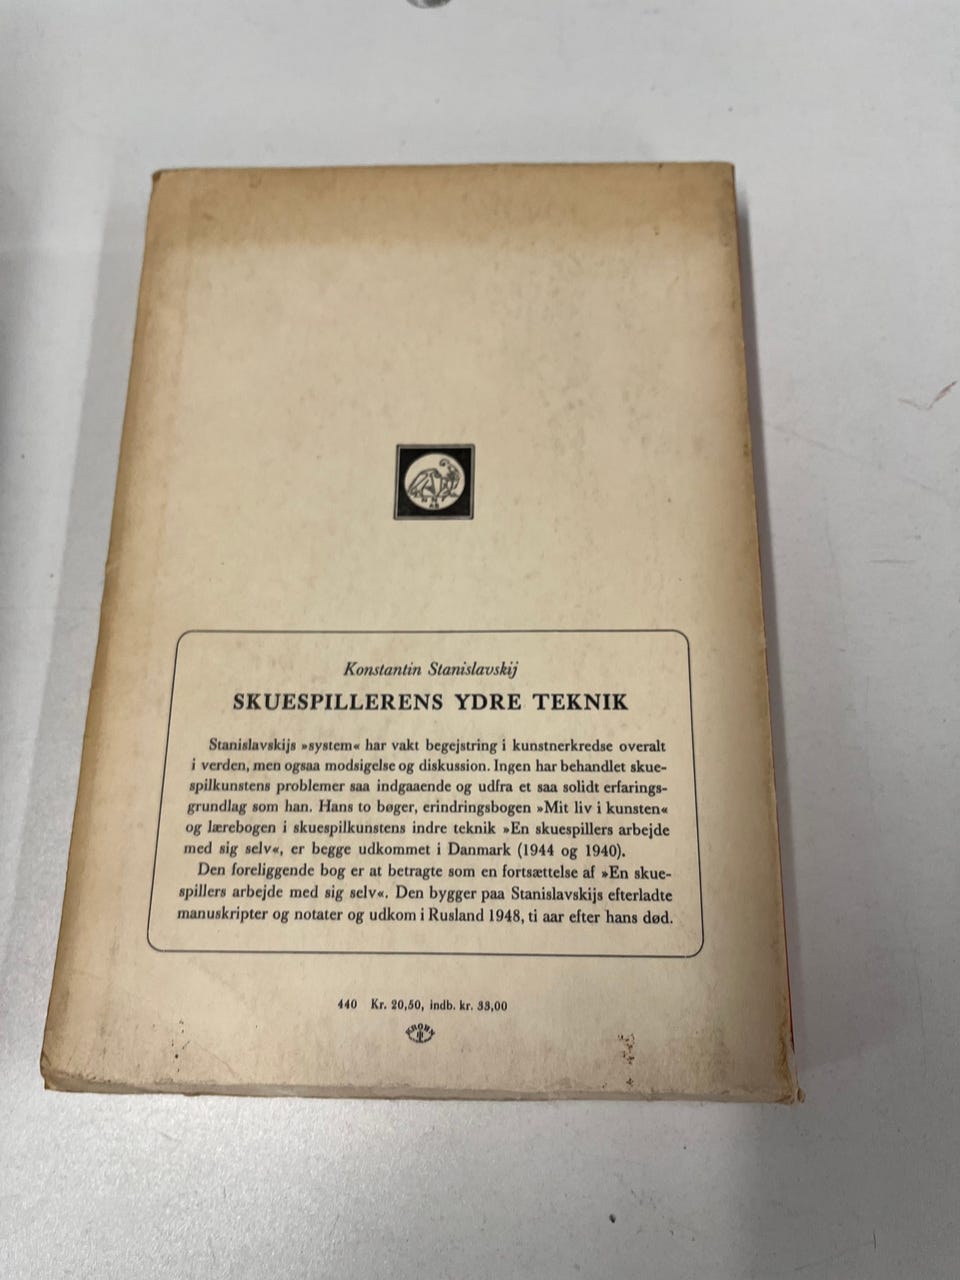 NNF
AB
Konstantin Stanislavskij
SKUESPILLERENS YDRE TEKNIK
Stanislavskijs »system« har vakt begejstring i kunstnerkredse overalt
i verden, men ogsaa modsigelse og diskussion. Ingen har behandlet skue-
spilkunstens problemer saa indgaaende og udfra et saa solidt erfarings-
grundlag som han. Hans to bøger, erindringsbogen »Mit liv i kunsten«
og lærebogen i skuespilkunstens indre teknik »En skuespillers arbejde
med sig selv«, er begge udkommet i Danmark (1944 og 1940).
Den foreliggende bog er at betragte som en fortsættelse af »En skue-
spillers arbejde med sig selv«. Den bygger paa Stanislavskijs efterladte
manuskripter og notater og udkom i Rusland 1948, ti aar efter hans død.
440 Kr. 20,50, indb. kr. 33,00
KROHN